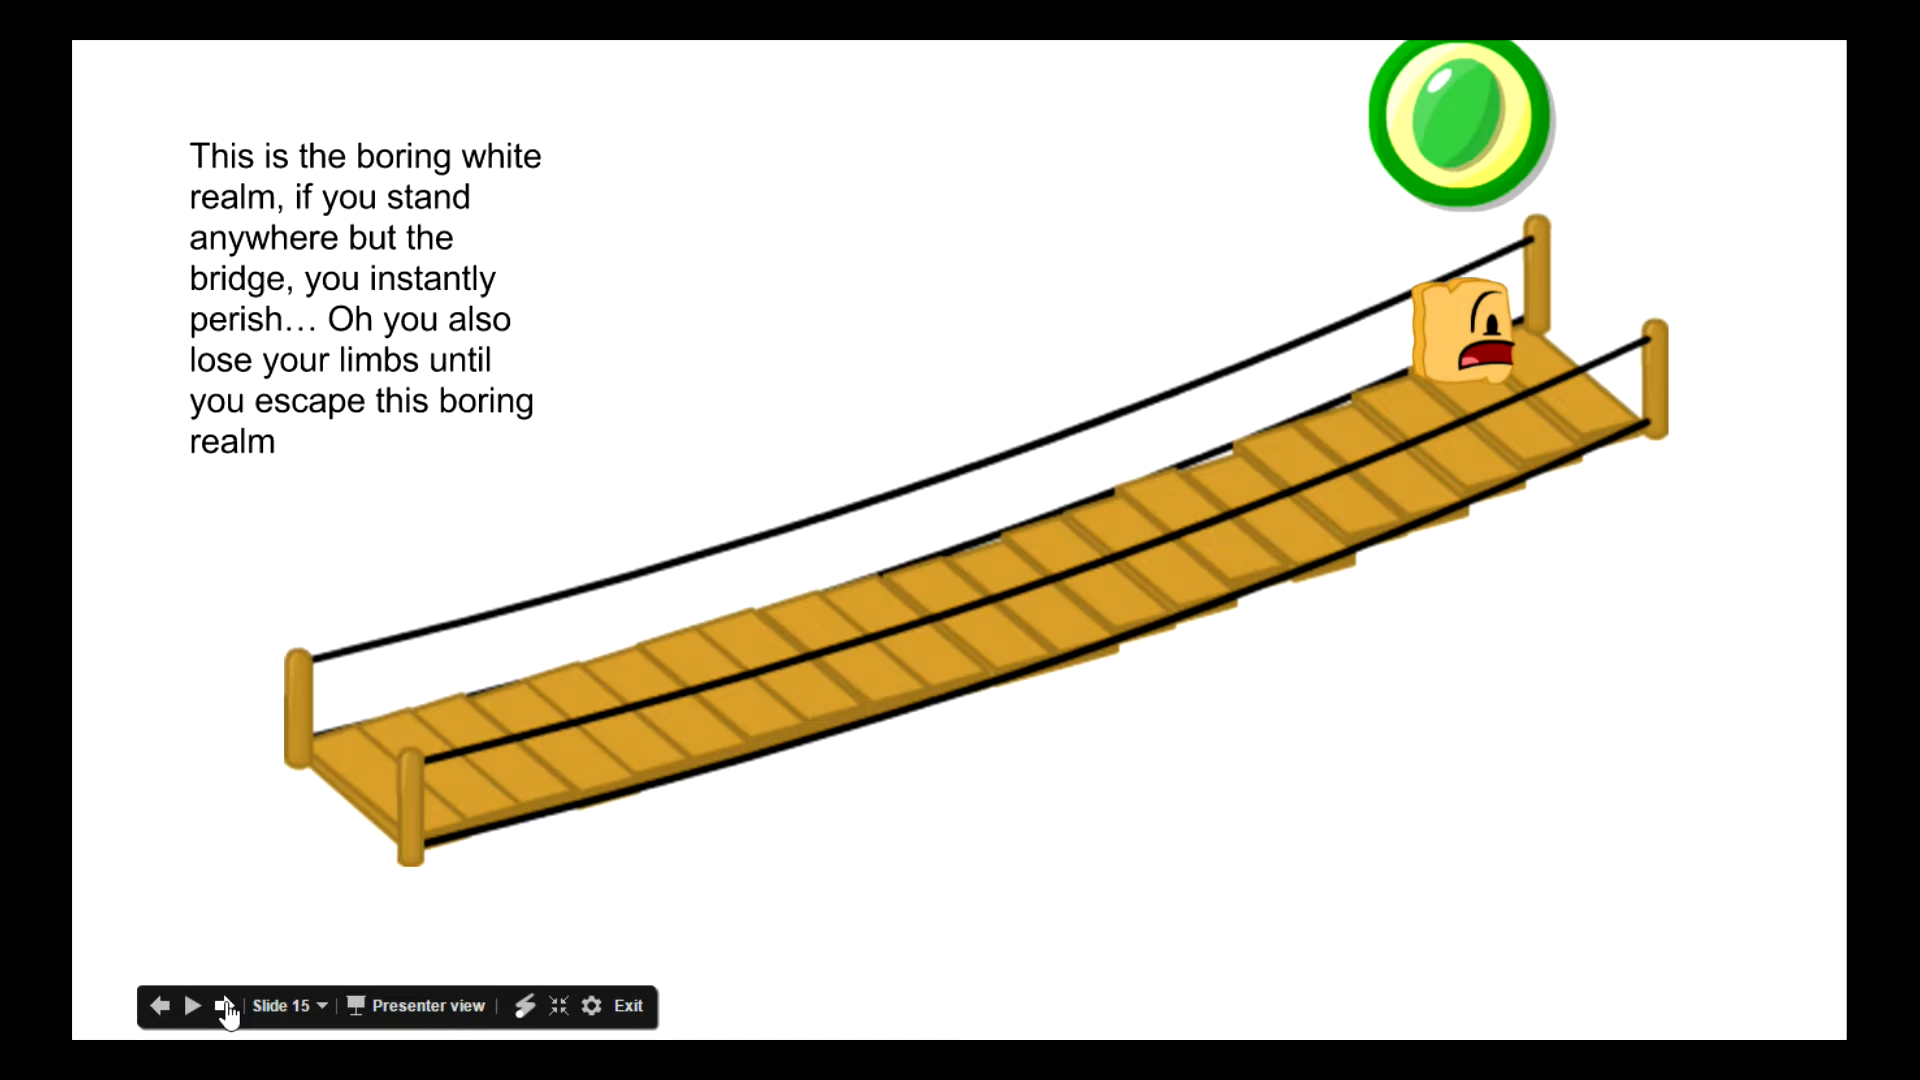 This is the boring white
realm, if you stand
anywhere but the
bridge, you instantly
perish… Oh you also
lose your limbs until
you escape this boring
realm
Slide 15 Presenter view Exit